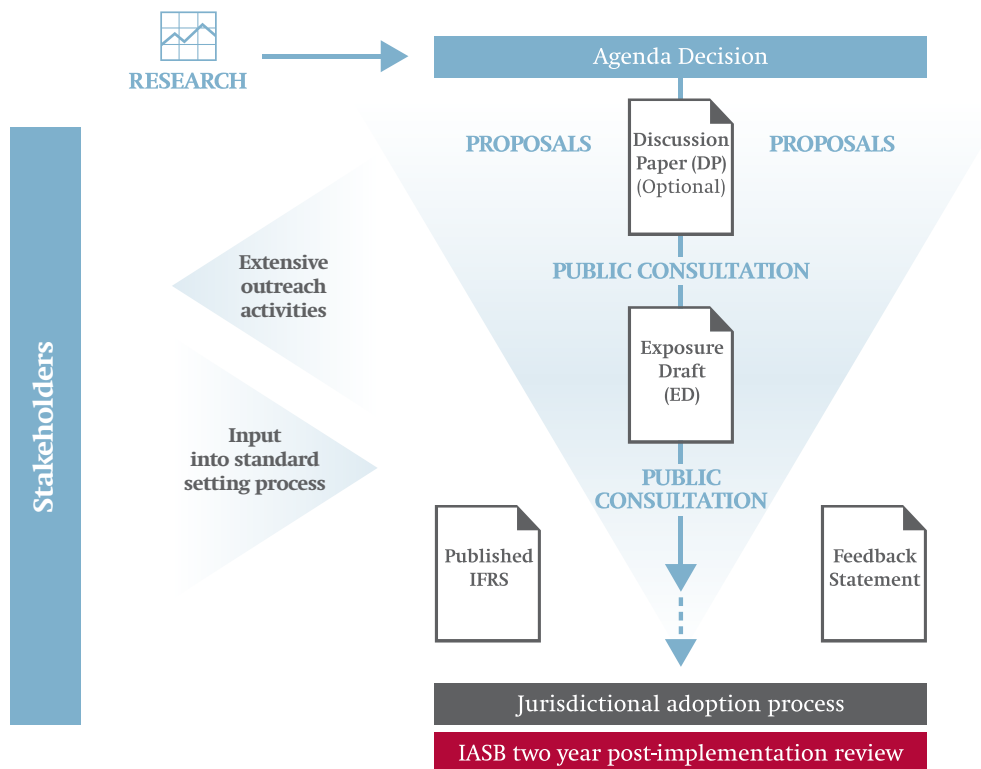 RESEARCH
Agenda Decision
PROPOSALS
Discussion
Paper (DP)
(Optional)
PROPOSALS
Extensive
outreach
activities
PUBLIC CONSULTATION
Exposure
Draft
(ED)
Stakeholders
Input
into standard
setting process
PUBLIC
CONSULTATION
Published
IFRS
Feedback
Statement
Jurisdictional adoption process
IASB two year post-implementation review